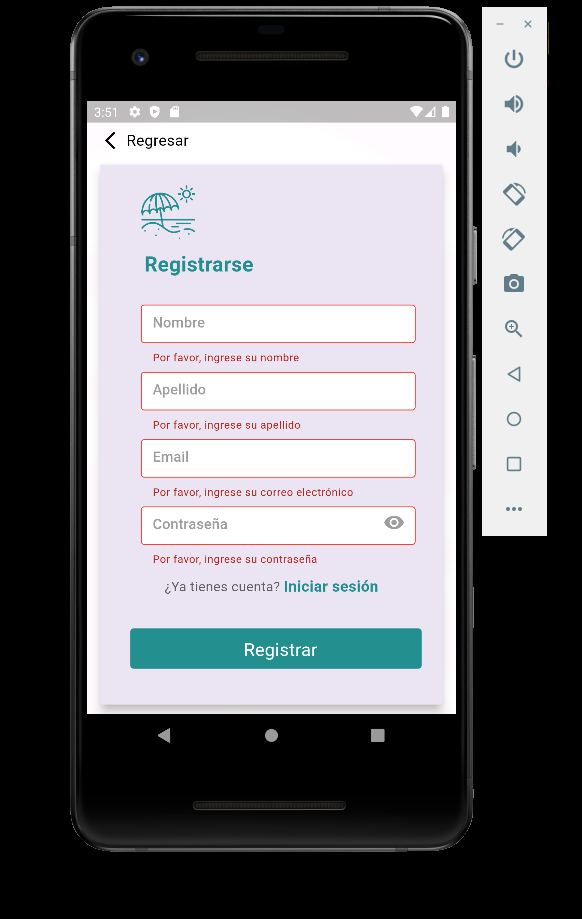 3:51
Regresar
Registrarse
Nombre
Por favor, ingrese su nombre
Apellido
Por favor, ingrese su apellido
Email
Por favor, ingrese su correo electrónico
Contraseña
Por favor, ingrese su contraseña
¿Ya tienes cuenta? Iniciar sesión
Registrar